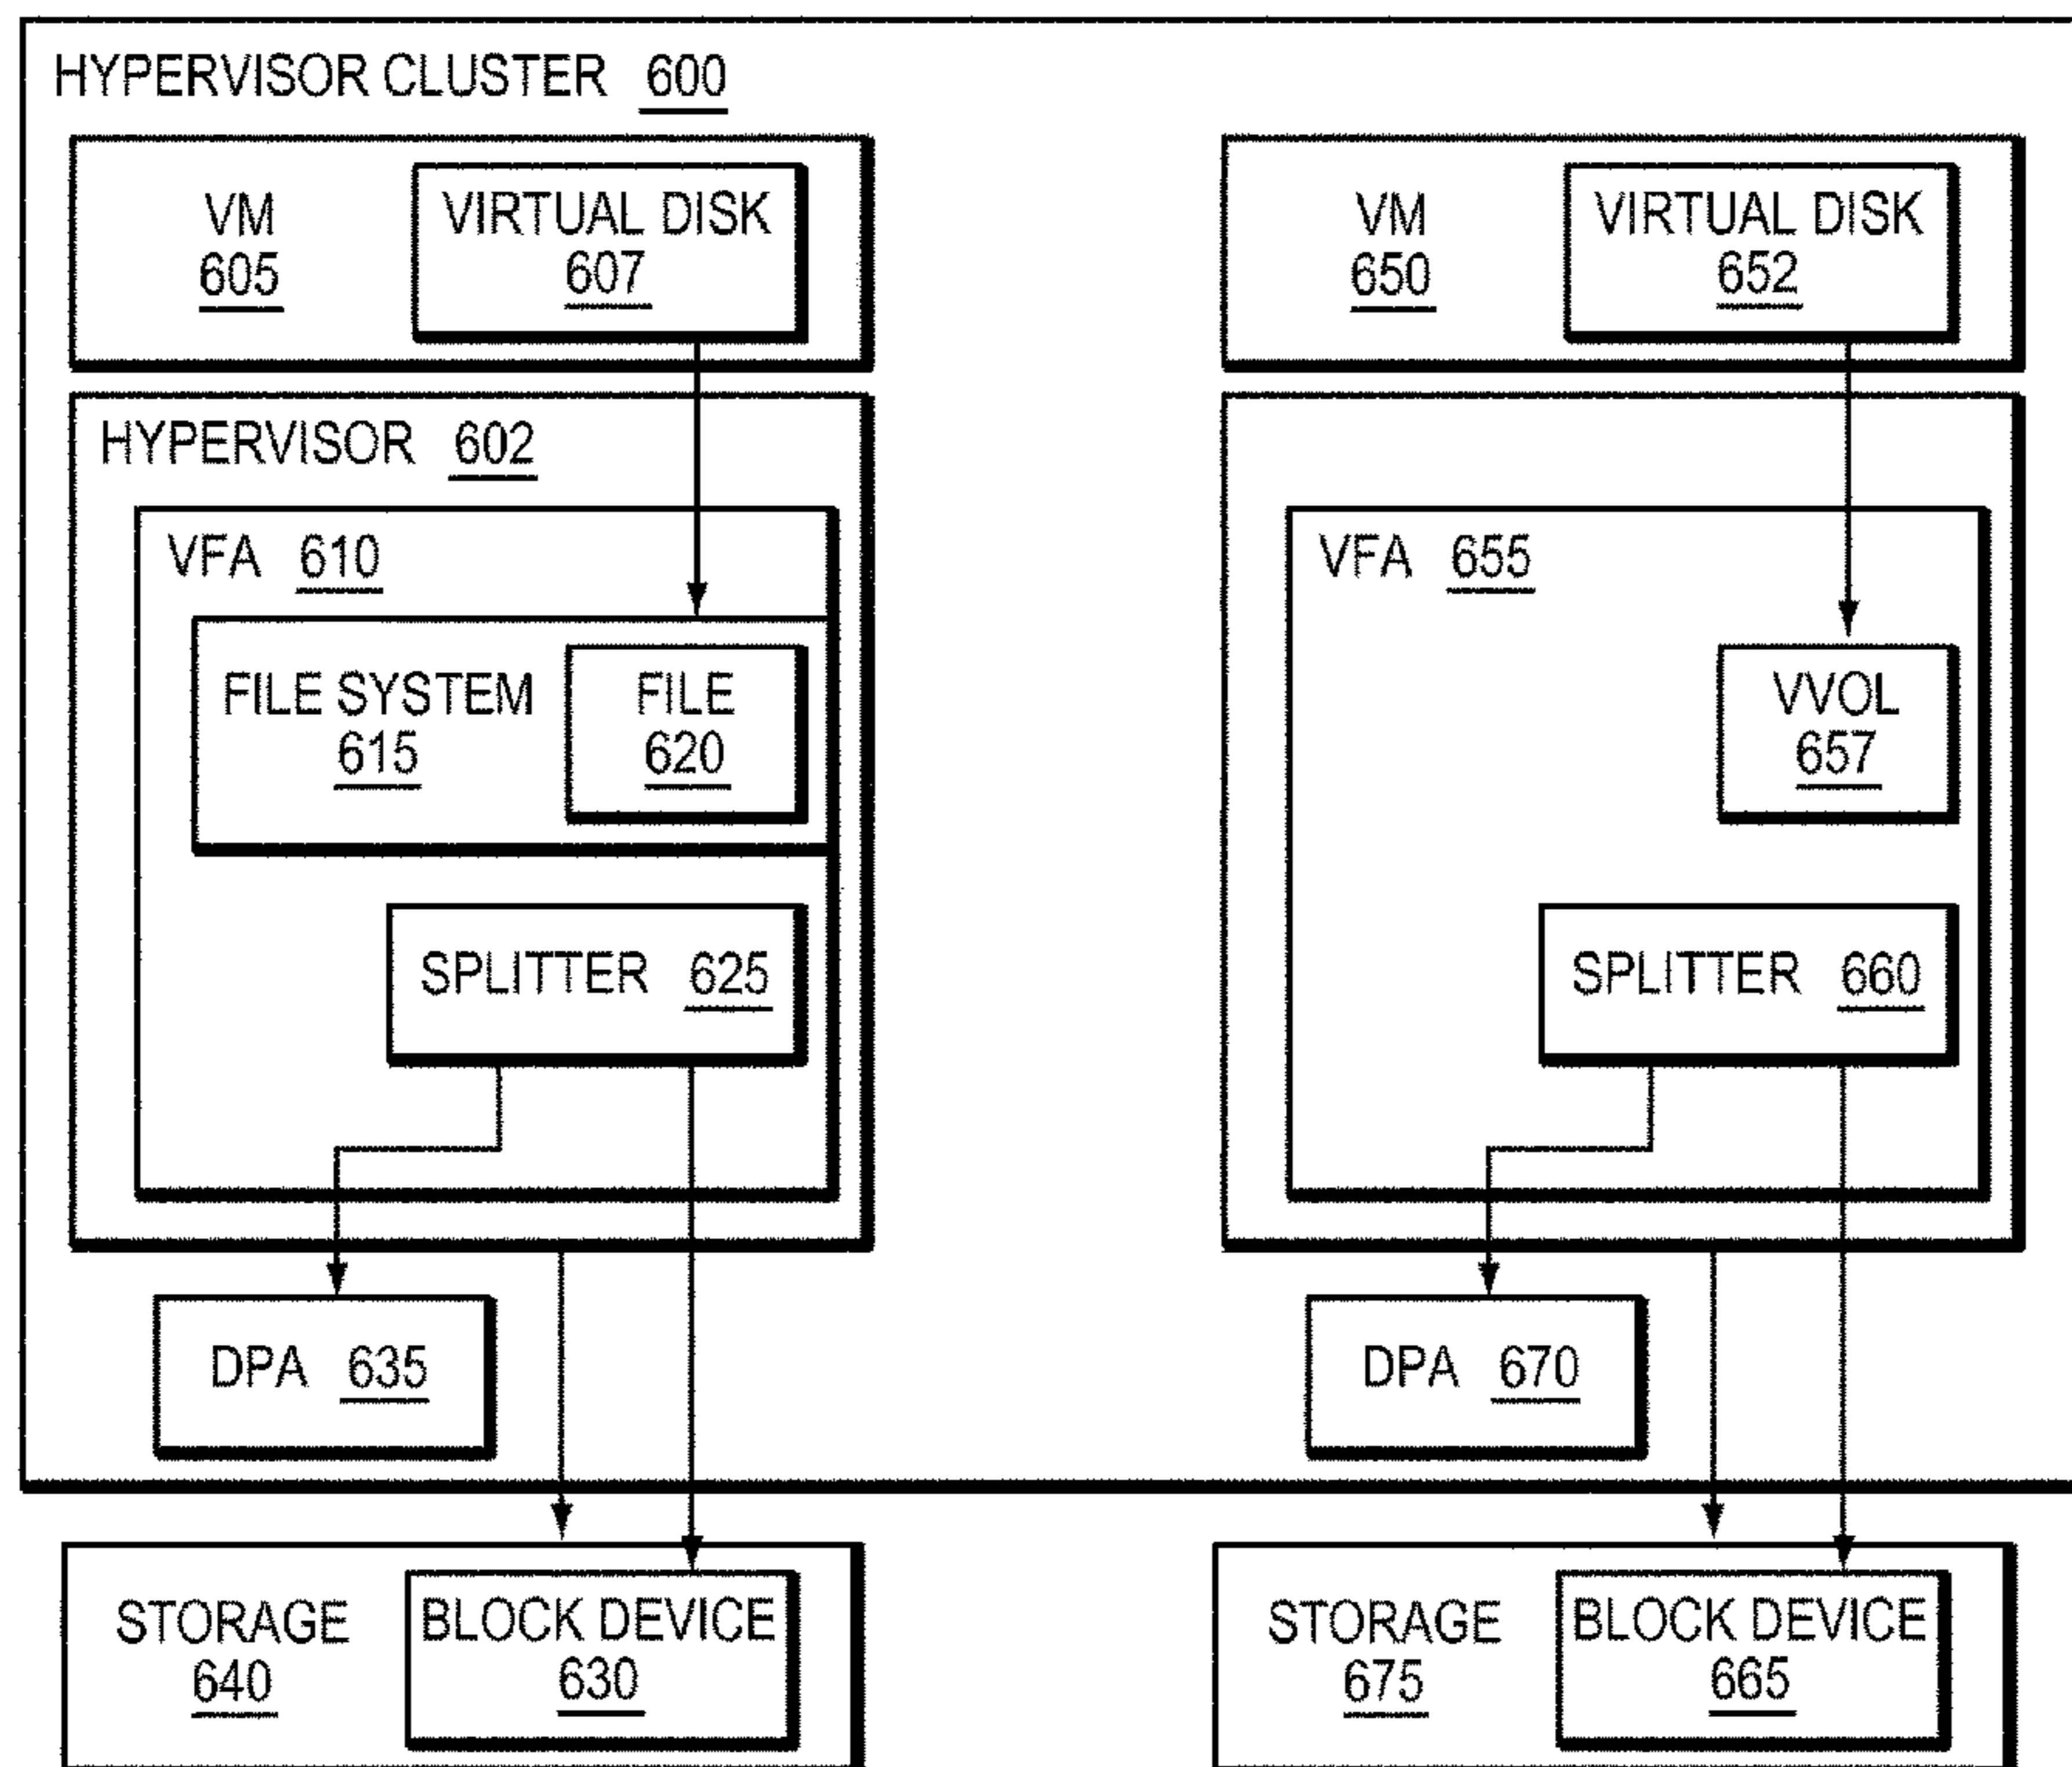 HYPERVISOR CLUSTER 600
VM
605
VIRTUAL DISK
607
HYPERVISOR 602
VFA 610
FILE SYSTEM
615
FILE
620
SPLITTER 625
DPA 635
STORAGE
640
BLOCK DEVICE
630
VM
650
VIRTUAL DISK
652
VFA 655
VVOL
657
SPLITTER 660
DPA 670
STORAGE
675
BLOCK DEVICE
665